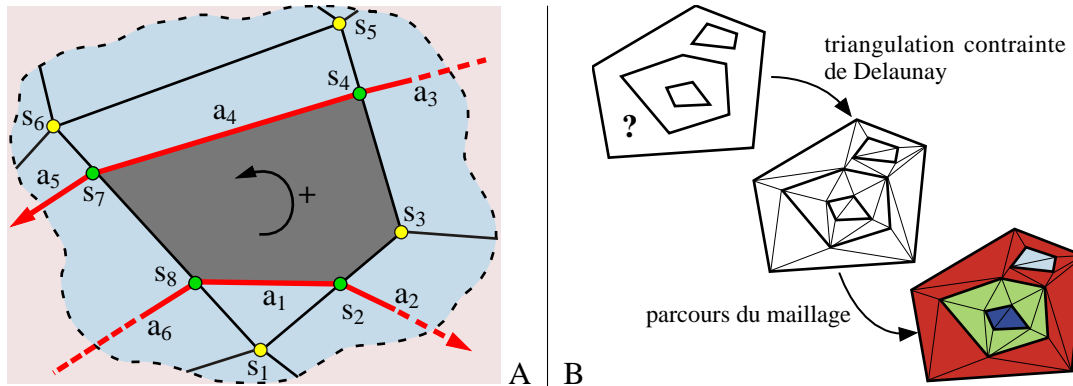 s5
s4
a3
a4
s6
a5
s7
+
s3
s8
a1
s2
a2
a6
s1
A
B
?
triangulation contrainte
de Delaunay
parcours du maillage